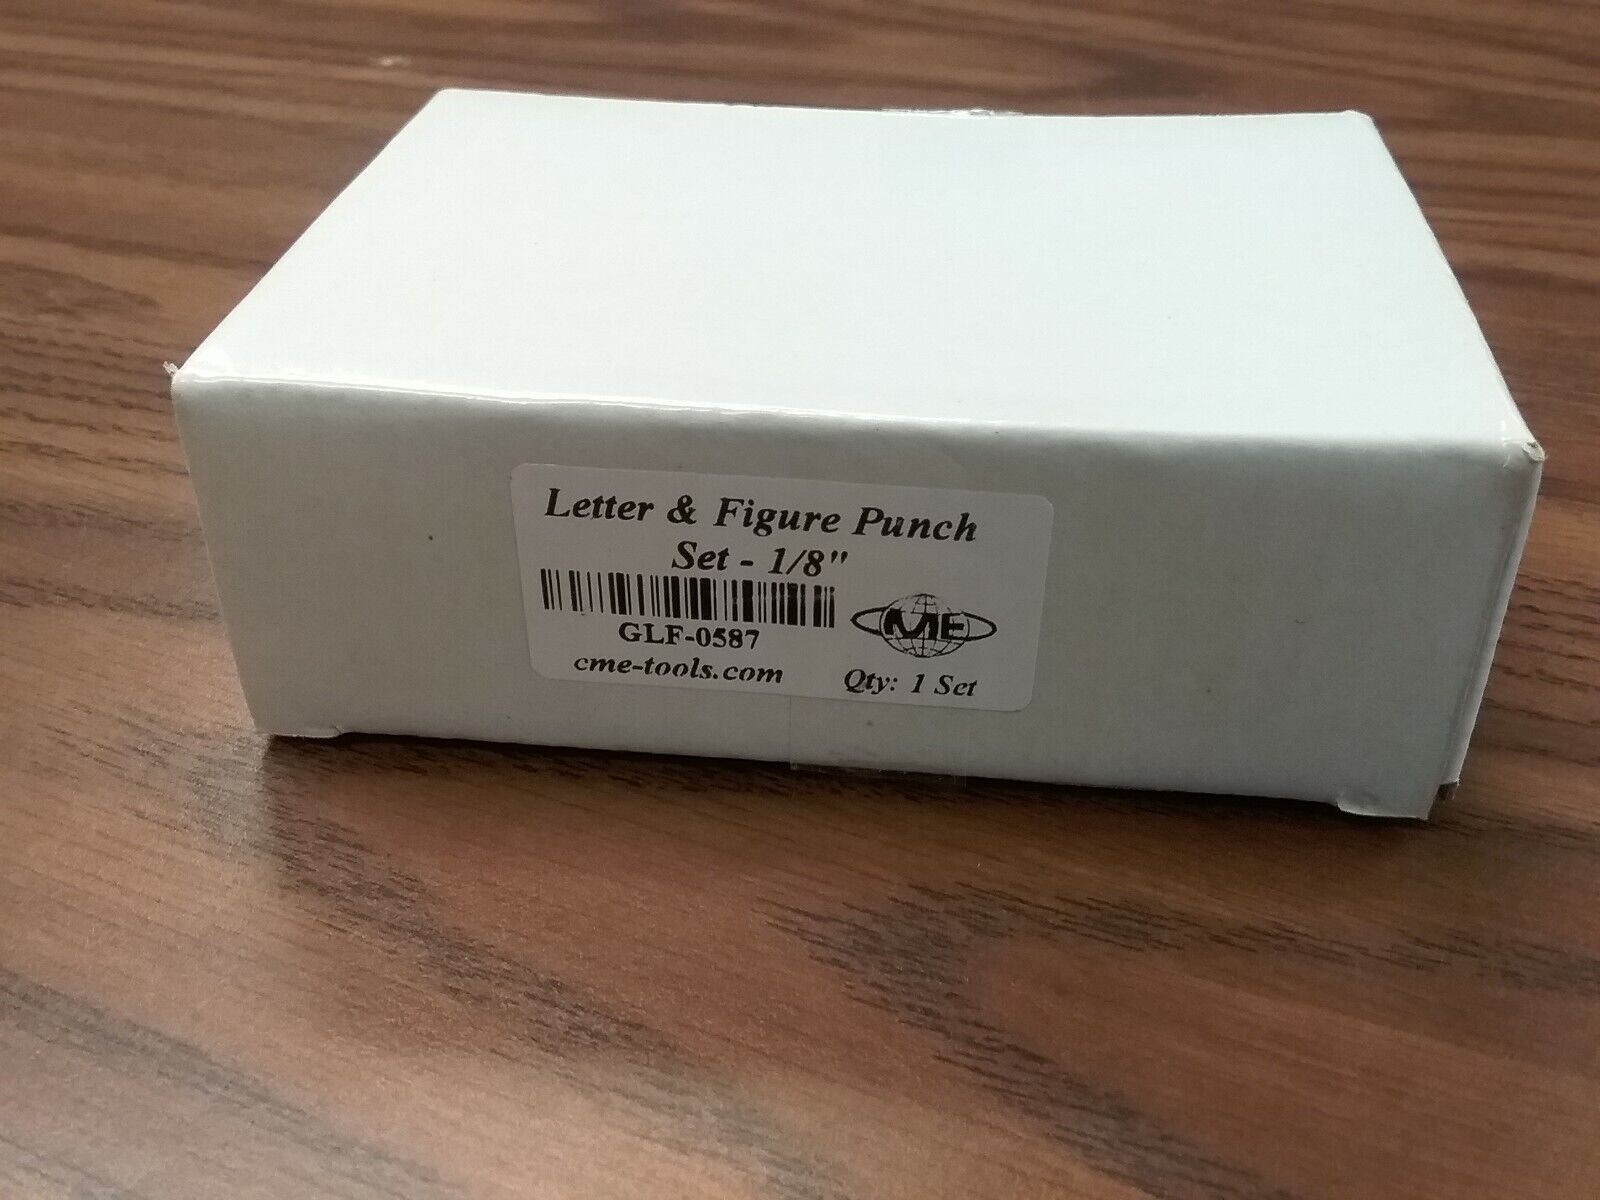 Letter & Figure Punch
Set - 1/8"
GLF-0587
CME
cme-tools.com
Qty: 1 Set